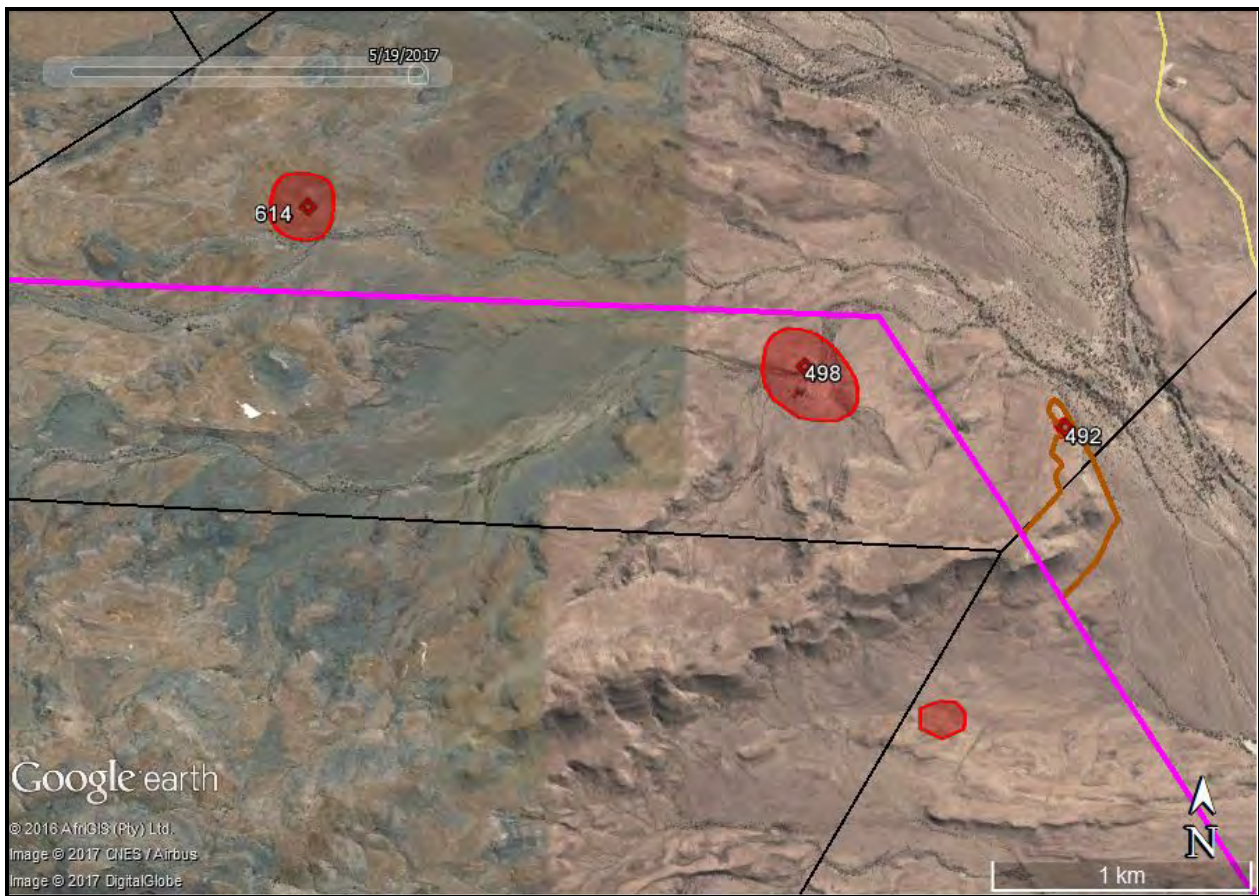 5/19/2017
614
498
492
Google earth
© 2016 AfriGIS (Pty) Ltd.
Image © 2017 CNES / Airbus
Image © 2017 DigitalGlobe
N
1 km